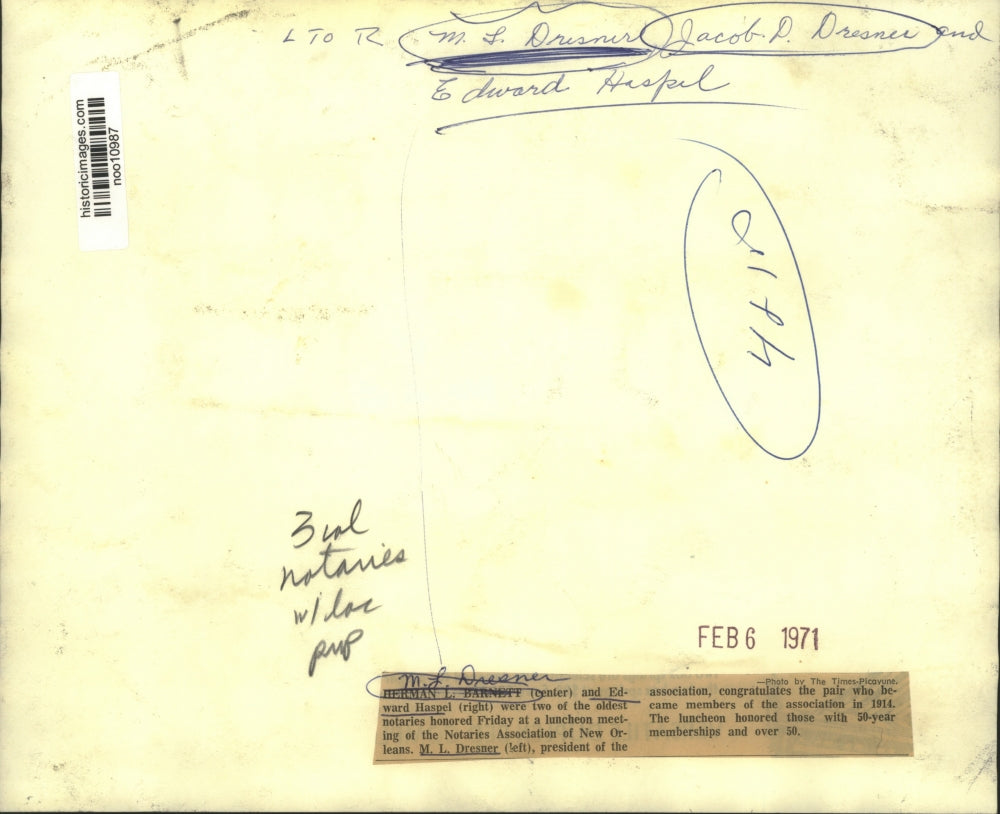 L TO R M. L. Dresner Jacob D. Dresner and
Edward Haspel
historicimages.com
noo10987
3 col
notaries
w/loc
pup
FEB 6 1971
M. L. Dresner
—Photo by The Times-Picayune.
HERMAN L. BARNETT (center) and Ed-
ward Haspel (right) were two of the oldest
notaries honored Friday at a luncheon meet-
ing of the Notaries Association of New Or-
leans. M. L. Dresner (left), president of the
association, congratulates the pair who be-
came members of the association in 1914.
The luncheon honored those with 50-year
memberships and over 50.